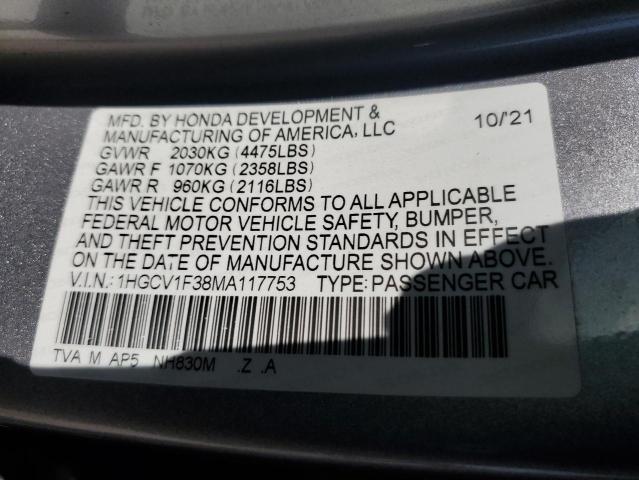 MFD. BY HONDA DEVELOPMENT &
MANUFACTURING OF AMERICA, LLC 10/'21
GVWR 2030KG (4475LBS)
GAWR F 1070KG (2358LBS)
GAWR R 960KG (2116LBS)
THIS VEHICLE CONFORMS TO ALL APPLICABLE
FEDERAL MOTOR VEHICLE SAFETY, BUMPER,
AND THEFT PREVENTION STANDARDS IN EFFECT
ON THE DATE OF MANUFACTURE SHOWN ABOVE.
V.I.N.: 1HGCV1F38MA117753 TYPE: PASSENGER CAR
TVA M AP5 NH830M .Z .A